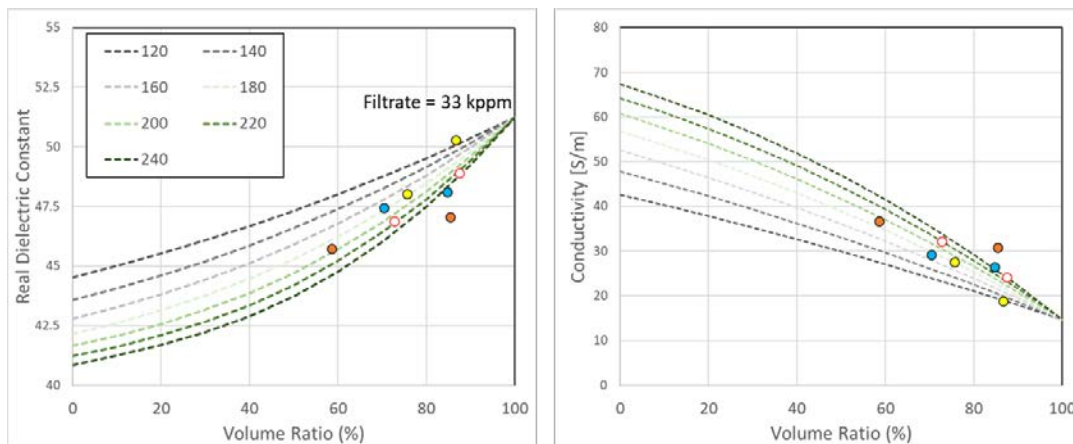 55
52.5
50
47.5
45
42.5
40
Real Dielectric Constant
120 140
160 180
200 220
240
Filtrate = 33 kppm
0 20 40 60 80 100
Volume Ratio (%)
80
70
60
50
40
30
20
10
0
Conductivity [S/m]
0 20 40 60 80 100
Volume Ratio (%)